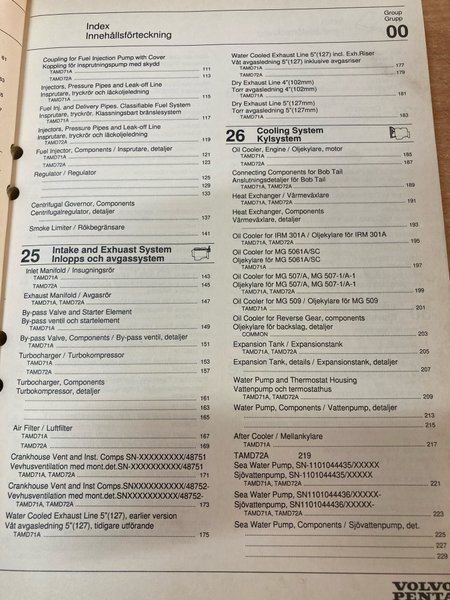 Index
Innehållsförteckning
Group
Grupp
00
Coupling for Fuel Injection Pump with Cover
Koppling för insprutningspump med skydd
TAMD71A 111
TAMD72A 113
Injectors, Pressure Pipes and Leak-off Line
Insprutare, tryckrör och läckoljeledning
TAMD71A 115
Fuel Inj. and Delivery Pipes. Classifiable Fuel System
Insprutare, tryckrör. Klassningsbart bränslesystem
TAMD71A 117
Injectors, Pressure Pipes and Leak-off Line
Insprutare, tryckrör och läckoljeledning
TAMD72A 119
Fuel Injector, Components / Insprutare, detaljer
TAMD71A 121
TAMD72A 123
Regulator / Regulator
125
129
133
Centrifugal Governor, Components
Centrifugalregulator, detaljer
137
Smoke Limiter / Rökbegränare
141
25 Intake and Exhuast System
Inlopps och avgassystem
Inlet Manifold / Insugningsrör
TAMD71A 143
TAMD72A 145
Exhaust Manifold / Avgasrör
TAMD71A, TAMD72A 147
By-pass Valve and Starter Element
By-pass ventil och startelement
TAMD71A 149
By-pass Valve, Components / By-pass ventil, detaljer
TAMD71A 151
Turbocharger / Turbokompressor
TAMD71A 153
TAMD72A 157
Turbocharger, Components
Turbokompressor, detaljer
161
163
165
Air Filter / Luftfilter
TAMD71A 167
TAMD72A 169
Crankhouse Vent and Inst. Comps SN-XXXXXXXXXX/48751
Vevhusventilation med mont.det.SN-XXXXXXXXXX/48751
TAMD71A, TAMD72A 171
Crankhouse Vent and Inst. Comps.SNXXXXXXXXXX/48752-
Vevhusventilation med mont.det.SNXXXXXXXXXX/48752-
TAMD71A, TAMD72A 173
Water Cooled Exhaust Line 5"(127), earlier version
Våt avgasledning 5"(127), tidigare utförande
TAMD71A 175
Water Cooled Exhaust Line 5"(127) incl. Exh.Riser
Våt avgasledning 5"(127) inklusive avgasriser
TAMD71A 177
TAMD72A 179
Dry Exhaust Line 4"(102mm)
Torr avgasledning 4"(102mm)
TAMD71A 181
Dry Exhaust Line 5"(127mm)
Torr avgasledning 5"(127mm)
TAMD71A 183
26 Cooling System
Kylsystem
Oil Cooler, Engine / Oljekylare, motor
TAMD71A 185
TAMD72A 187
Connecting Components for Bob Tail
Anslutningsdetaljer för Bob Tail
TAMD71A, TAMD72A 189
Heat Exchanger / Värmeväxlare
TAMD71A, TAMD72A 191
Heat Exchanger, Components
Värmeväxlare, detaljer
193
Oil Cooler for IRM 301A / Oljekylare för IRM 301A
TAMD71A, TAMD72A 195
Oil Cooler for MG 5061A/SC
Oljekylare för MG 5061A/SC
TAMD71A, TAMD72A 197
Oil Cooler for MG 507/A, MG 507-1/A-1
Oljekylare för MG 507/A, MG 507-1/A-1
TAMD71A, TAMD72A 199
Oil Cooler for MG 509 / Oljekylare för MG 509
TAMD71A, TAMD72A 201
Oil Cooler for Reverse Gear, components
Oljekylare för backslag, detaljer
COMMON 203
Expansion Tank / Expansionstank
TAMD71A, TAMD72A 205
Expansion Tank, details / Expansionstank, detaljer
207
Water Pump and Thermostat Housing
Vattenpump och termostathus
TAMD71A, TAMD72A 209
Water Pump, Components / Vattenpump, detaljer
213
215
After Cooler / Mellankylare
TAMD71A 217
TAMD72A 219
Sea Water Pump, SN-1101044435/XXXXX
Sjövattenpump, SN-1101044435/XXXXX
TAMD71A, TAMD72A 221
Sea Water Pump, SN1101044436/XXXXX-
Sjövattenpump, SN1101044436/XXXXX-
TAMD71A, TAMD72A 223
Sea Water Pump, Components / Sjövattenpump, det.
225
227
229
VOLVO
PENTA